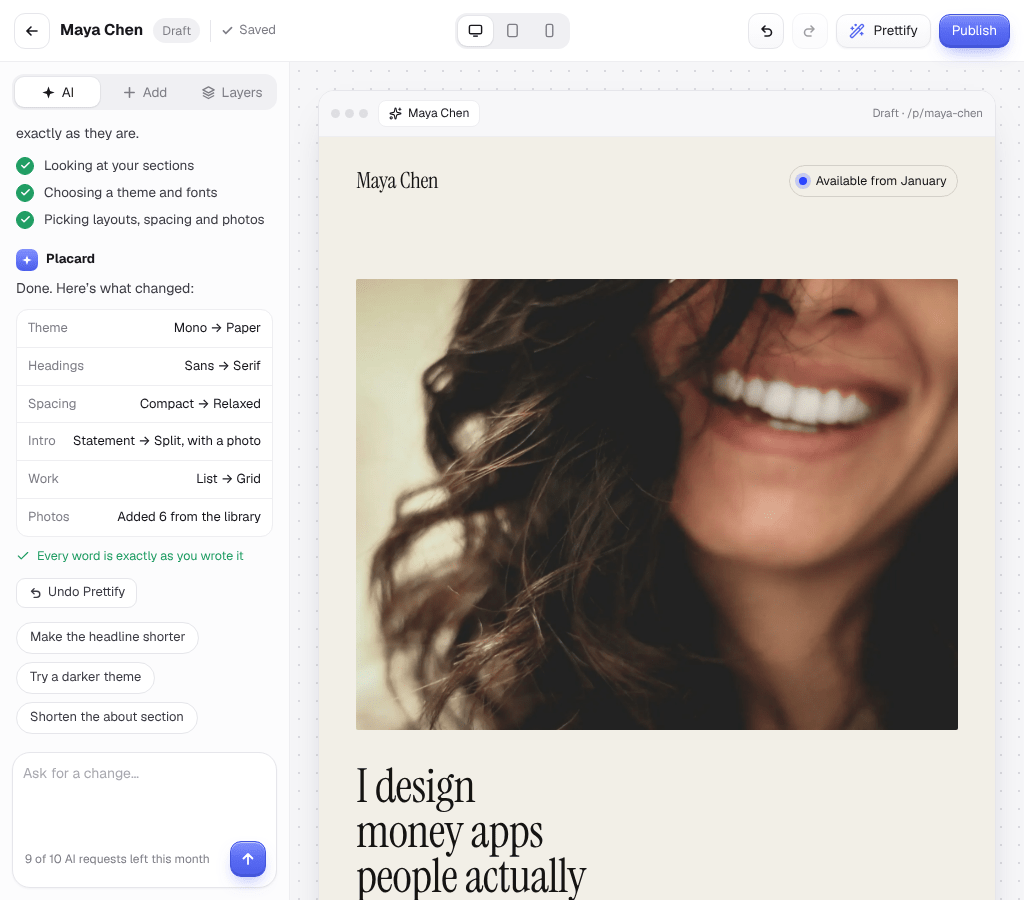 Maya Chen
Draft
Saved
Prettify
Publish
AI
Add
Layers
exactly as they are.
Looking at your sections
Choosing a theme and fonts
Picking layouts, spacing and photos
Placard
Done. Here’s what changed:
Theme Mono → Paper
Headings Sans → Serif
Spacing Compact → Relaxed
Intro Statement → Split, with a photo
Work List → Grid
Photos Added 6 from the library
Every word is exactly as you wrote it
Undo Prettify
Make the headline shorter
Try a darker theme
Shorten the about section
Ask for a change…
9 of 10 AI requests left this month
Maya Chen
Draft · /p/maya-chen
Maya Chen
Available from January
I design
money apps
people actually